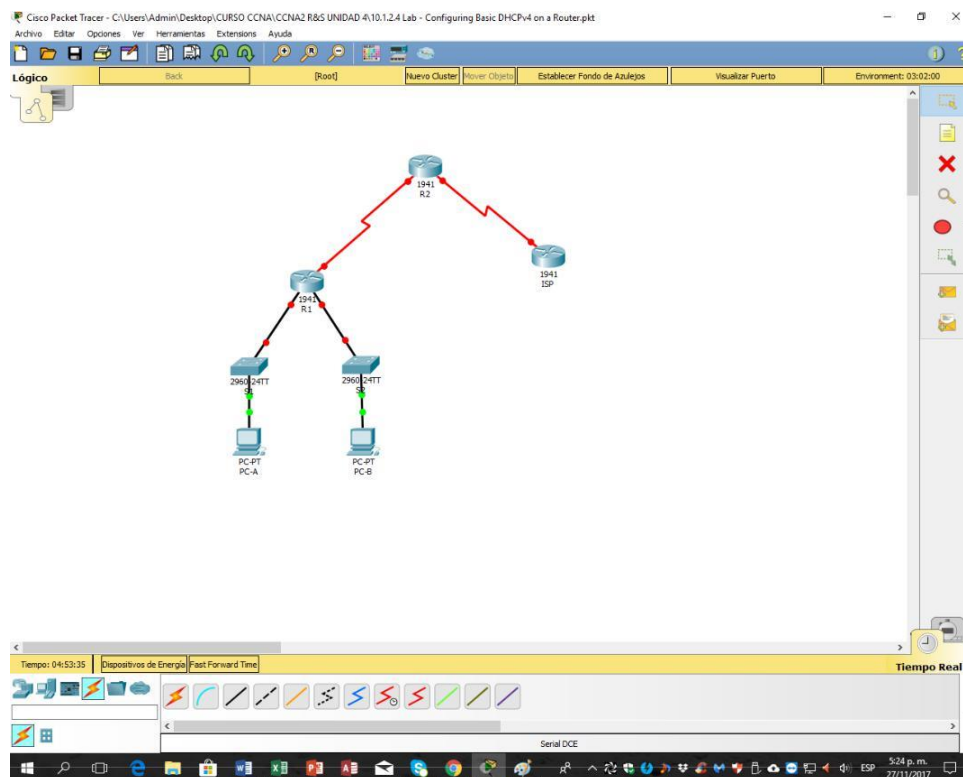 Cisco Packet Tracer - C:\Users\Admin\Desktop\CURSO CCNA\CCNA2 R&S UNIDAD 4\10.1.2.4 Lab - Configuring Basic DHCPv4 on a Router.pkt
Archivo Editar Opciones Ver Herramientas Extensions Ayuda
Lógico Back [Root] Nuevo Cluster Mover Objeto Establecer Fondo de Azulejos Visualizar Puerto Environment: 03:02:00
1941
R2
1941
ISP
1941
R1
2960-24TT
S1
2960-24TT
S2
PC-PT
PC-A
PC-PT
PC-B
Tiempo: 04:53:35 Dispositivos de Energía Fast Forward Time
Tiempo Real
Serial DCE
ESP
5:24 p. m.
27/11/2017